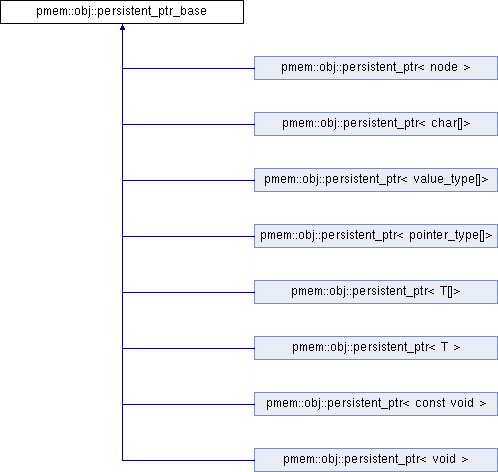 pmem::obj::persistent_ptr_base
pmem::obj::persistent_ptr< node >
pmem::obj::persistent_ptr< char[]>
pmem::obj::persistent_ptr< value_type[]>
pmem::obj::persistent_ptr< pointer_type[]>
pmem::obj::persistent_ptr< T[]>
pmem::obj::persistent_ptr< T >
pmem::obj::persistent_ptr< const void >
pmem::obj::persistent_ptr< void >